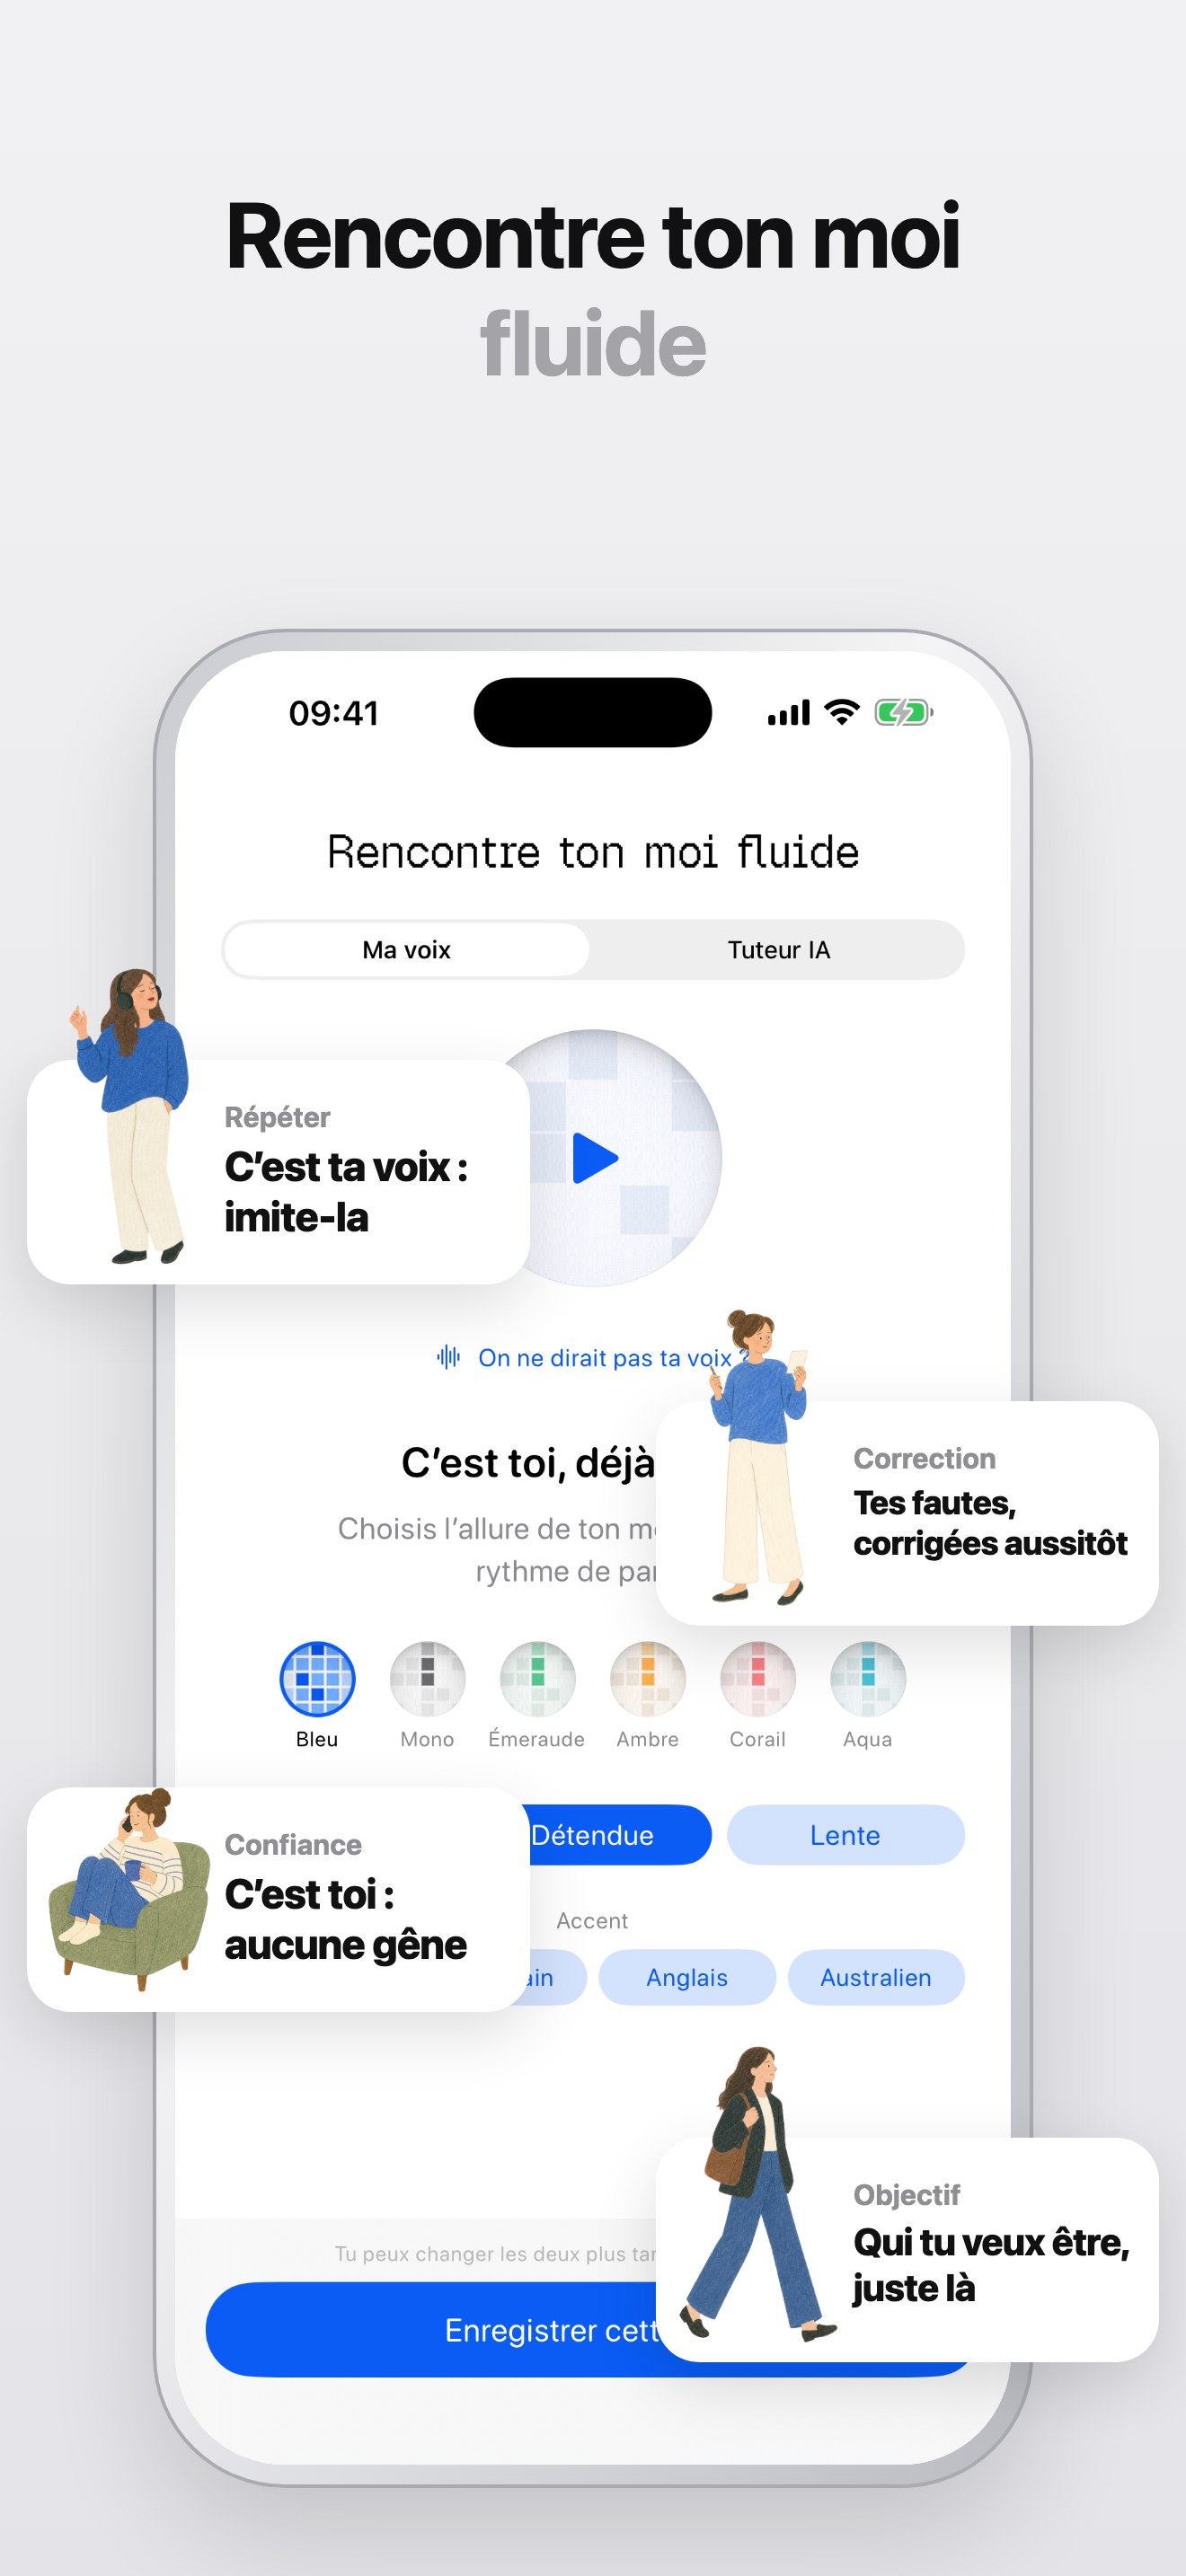 Rencontre ton moi
fluide
09:41
Rencontre ton moi fluide
Ma voix
Tuteur IA
Répéter
C'est ta voix :
imite-la
On ne dirait pas ta voix
C'est toi, déjà
Correction
Tes fautes,
corrigées aussitôt
Choisis l'allure de ton
rythme de
Bleu
Mono
Émeraude
Ambre
Corail
Aqua
Confiance
C'est toi :
aucune gêne
Détendue
Lente
Accent
Anglais
Australien
Objectif
Qui tu veux être,
juste là
Tu peux changer les deux plus
Enregistrer